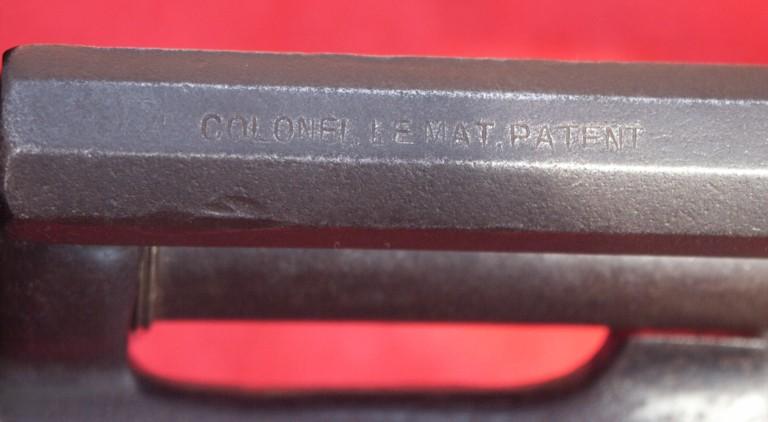 COLONEL LE MAT. PATENT